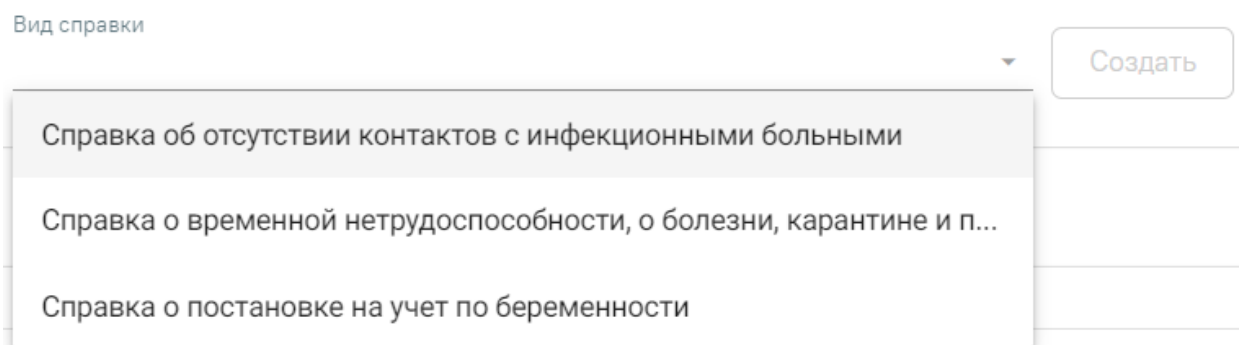 Вид справки
Создать
Справка об отсутствии контактов с инфекционными больными
Справка о временной нетрудоспособности, о болезни, карантине и п...
Справка о постановке на учет по беременности